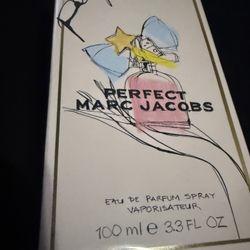 PERFECT
MARC JACOBS
EAU DE PARFUM SPRAY
VAPORISATEUR
100 ml e 3.3 FL OZ